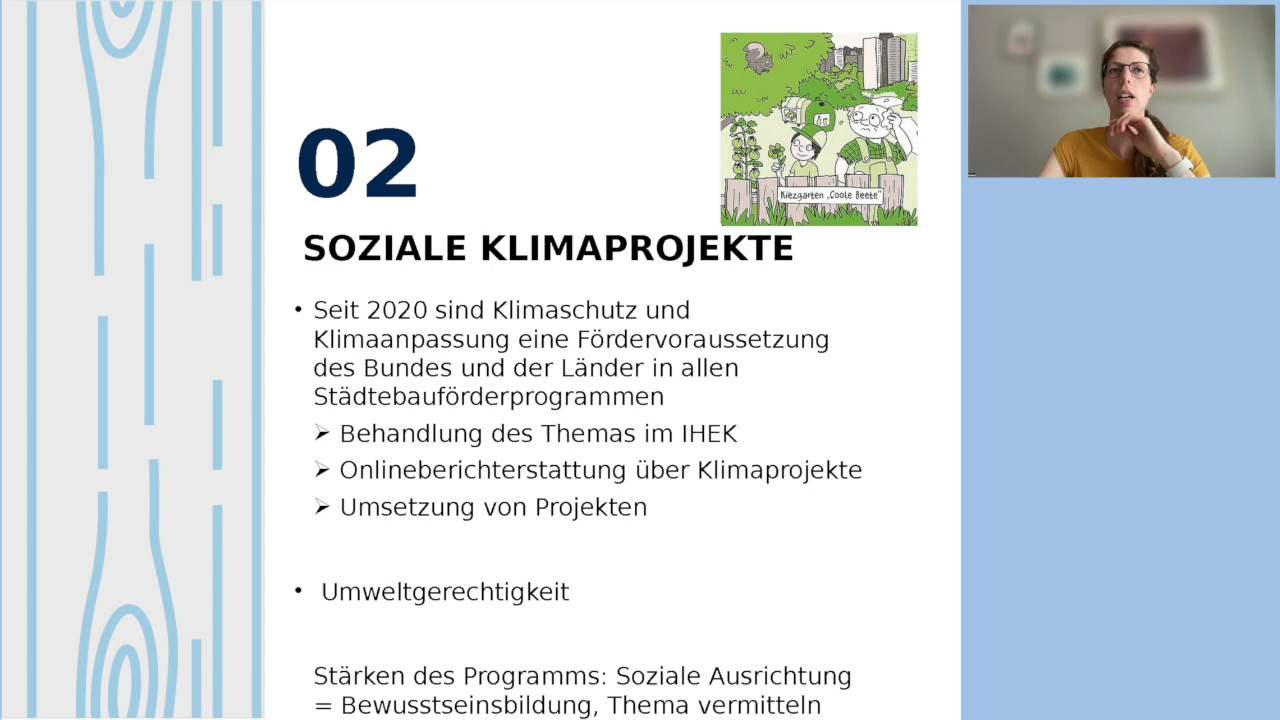 02
Kiezgarten „Coole Beete“
SOZIALE KLIMAPROJEKTE
• Seit 2020 sind Klimaschutz und
Klimaanpassung eine Fördervoraussetzung
des Bundes und der Länder in allen
Städtebauförderprogrammen
➢ Behandlung des Themas im IHEK
➢ Onlineberichterstattung über Klimaprojekte
➢ Umsetzung von Projekten
• Umweltgerechtigkeit
Stärken des Programms: Soziale Ausrichtung
= Bewusstseinsbildung, Thema vermitteln